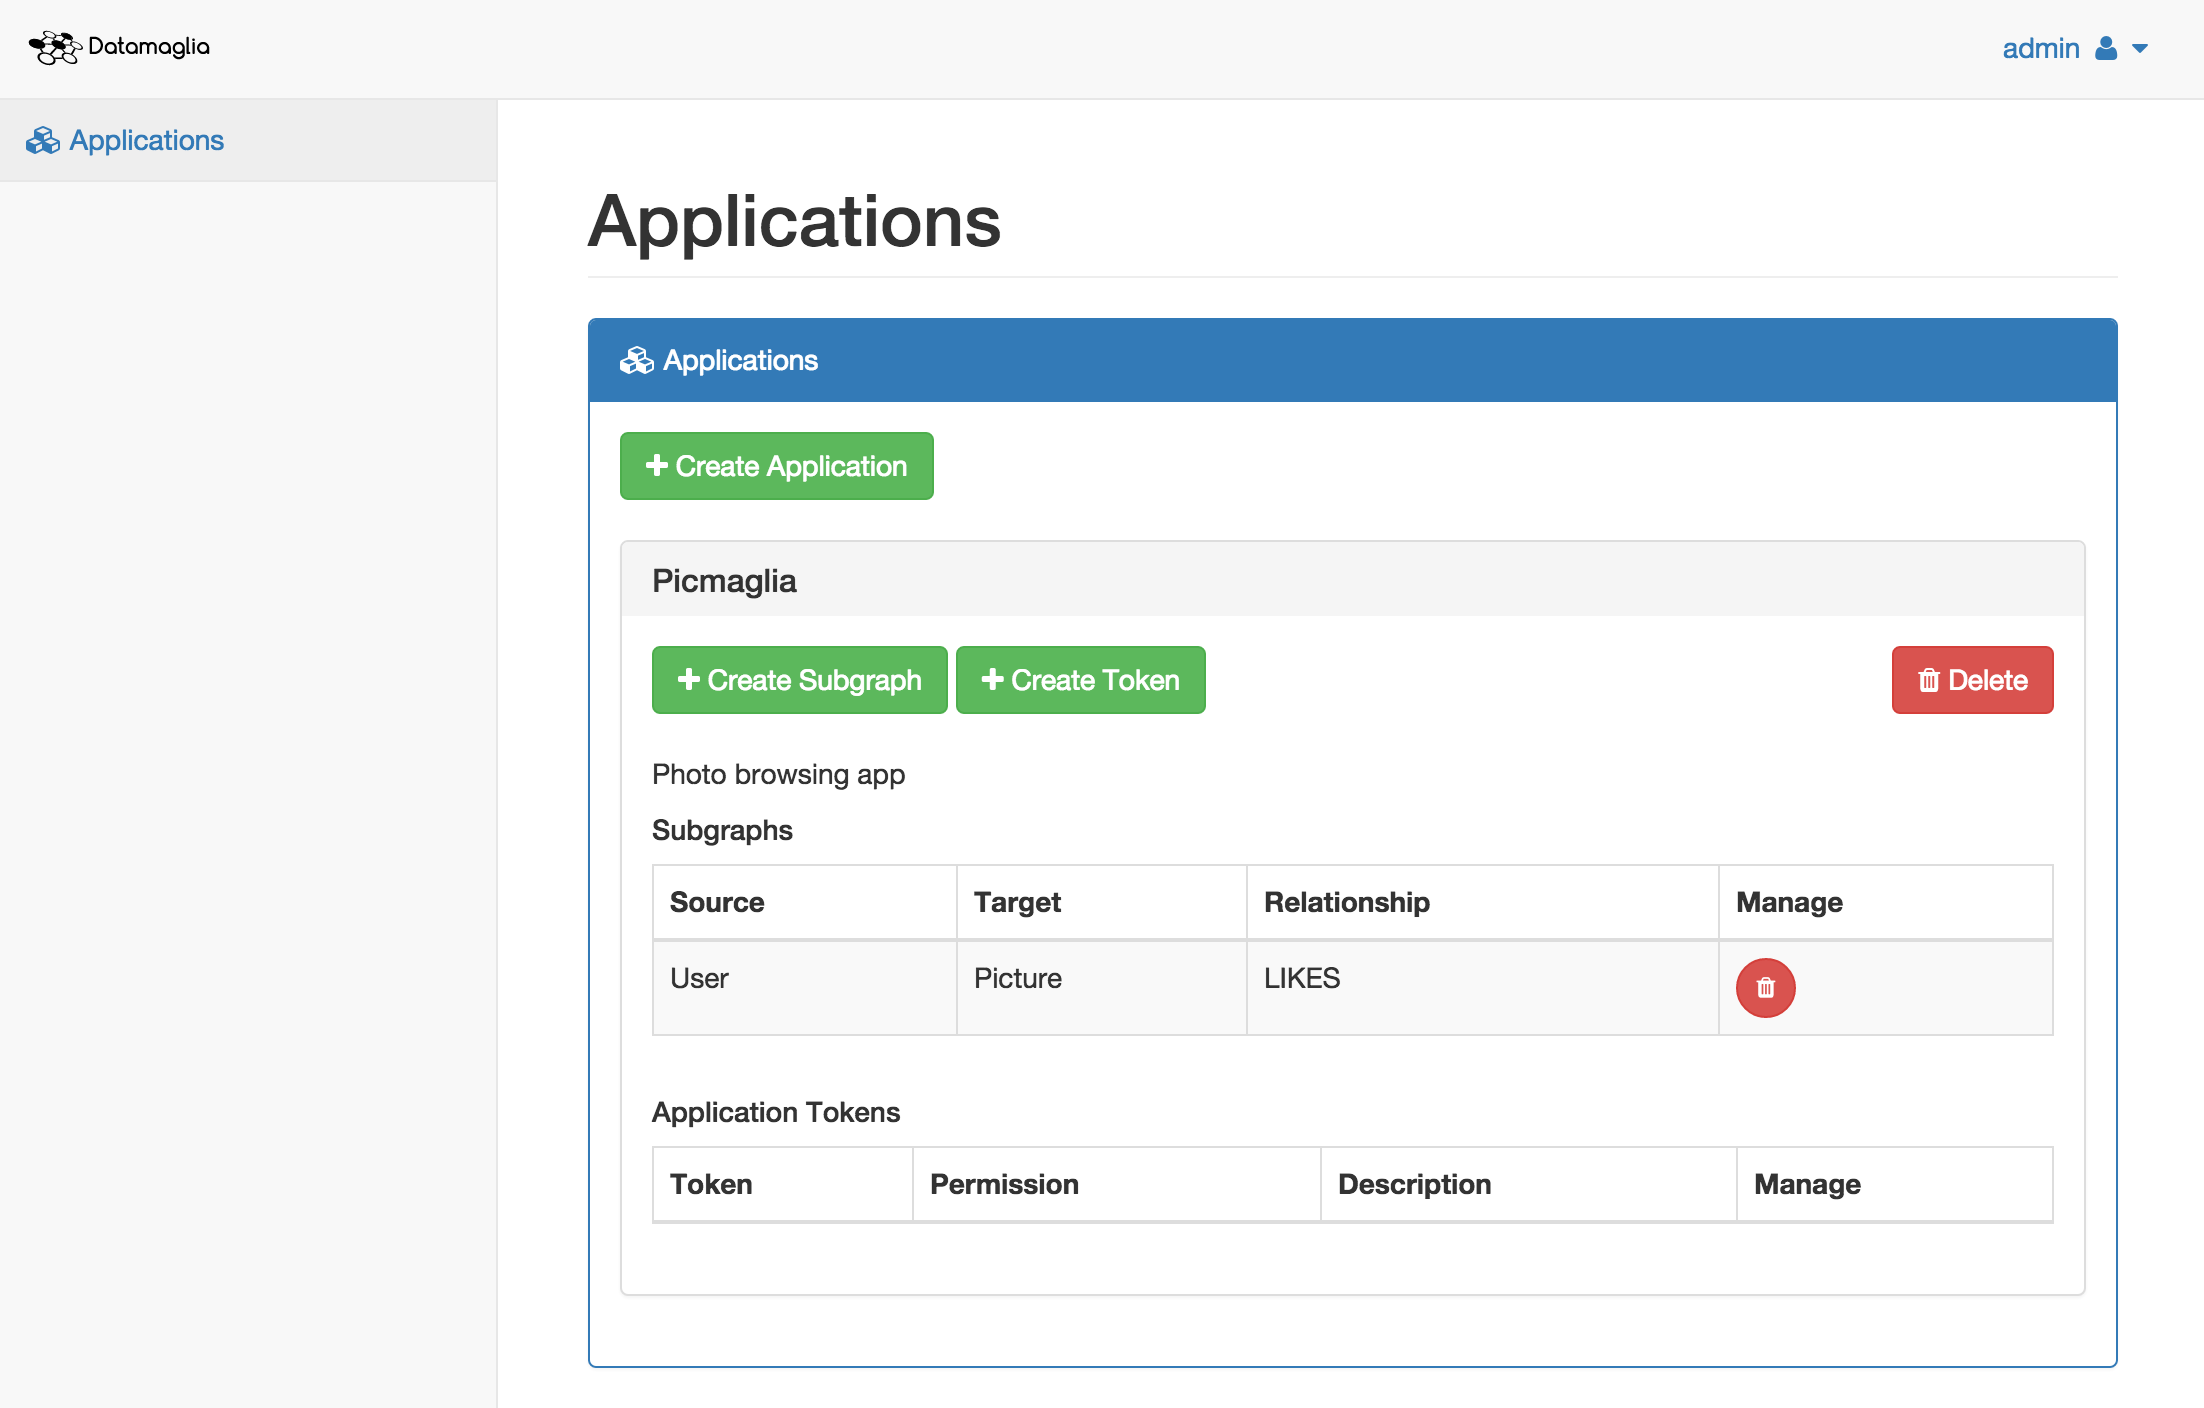 Datamaglia
admin
Applications
Applications
Applications
Create Application
Picmaglia
Create Subgraph Create Token Delete
Photo browsing app
Subgraphs
Source Target Relationship Manage
User Picture LIKES
Application Tokens
Token Permission Description Manage